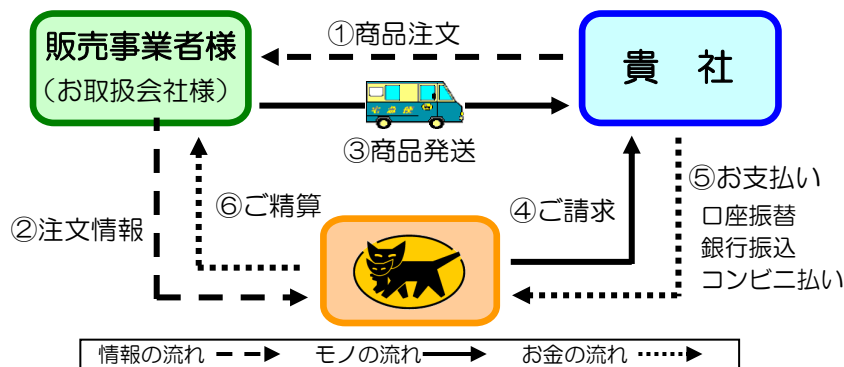 ①商品注文
販売事業者様
(お取扱会社様)
貴 社
③商品発送
②注文情報
⑥ご精算
④ご請求
⑤お支払い
口座振替
銀行振込
コンビニ払い
情報の流れ
モノの流れ
お金の流れ